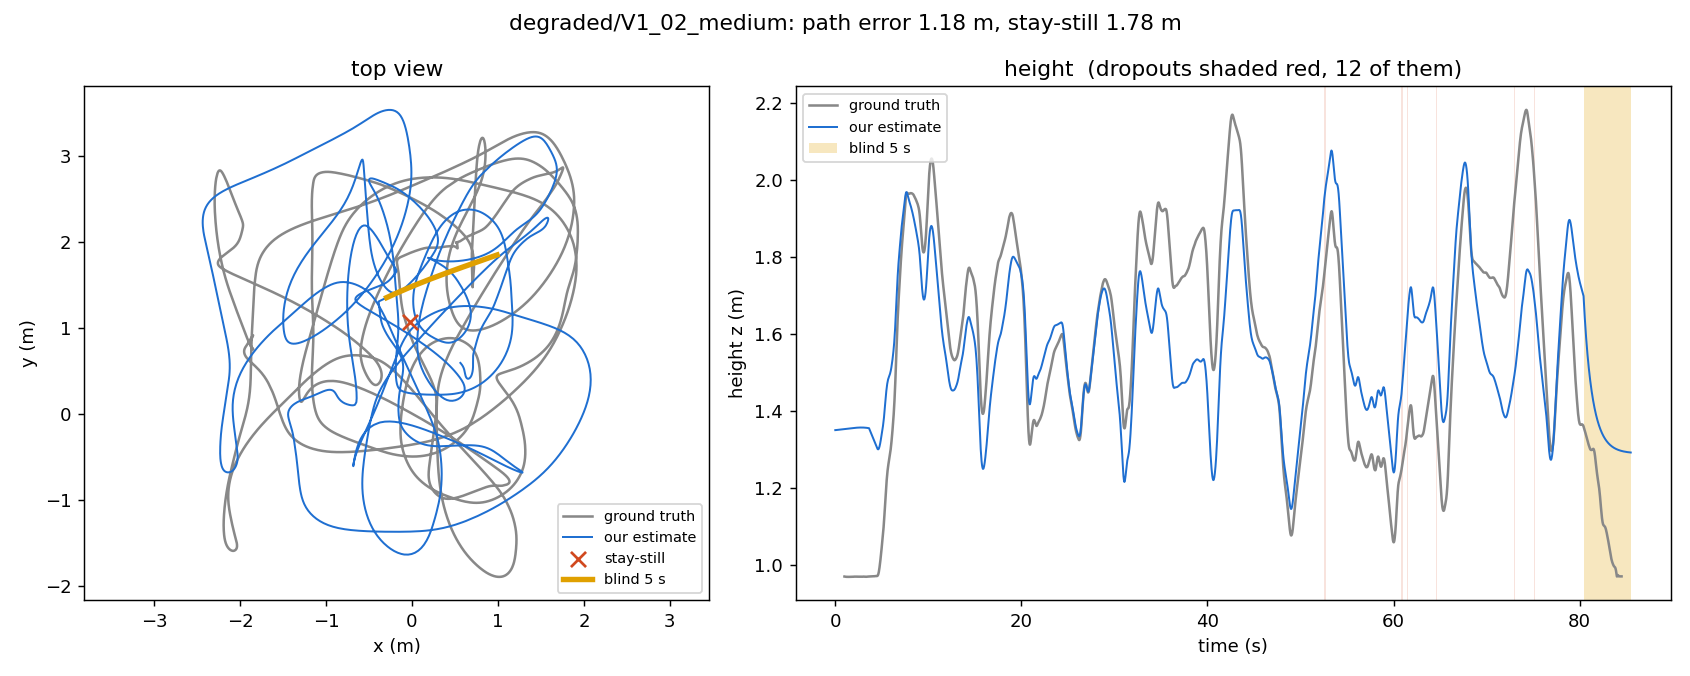 degraded/V1_02_medium: path error 1.18 m, stay-still 1.78 m
top view
height  (dropouts shaded red, 12 of them)
y (m)
3
2
1
0
−1
−2
ground truth
our estimate
stay-still
blind 5 s
−3
−2
−1
0
1
2
3
x (m)
height z (m)
2.2
2.0
1.8
1.6
1.4
1.2
1.0
ground truth
our estimate
blind 5 s
0
20
40
60
80
time (s)